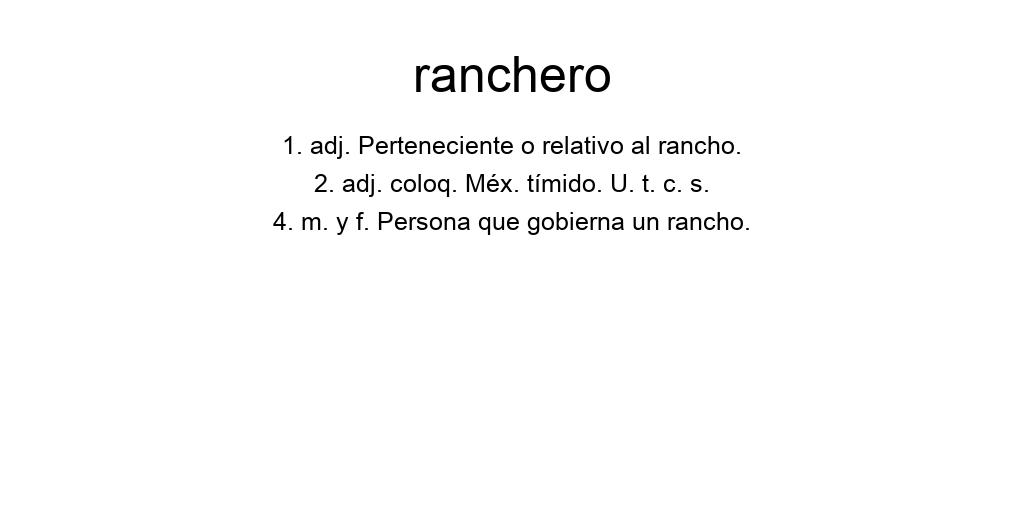 ranchero
1. adj. Perteneciente o relativo al rancho.
2. adj. coloq. Méx. tímido. U. t. c. s.
4. m. y f. Persona que gobierna un rancho.